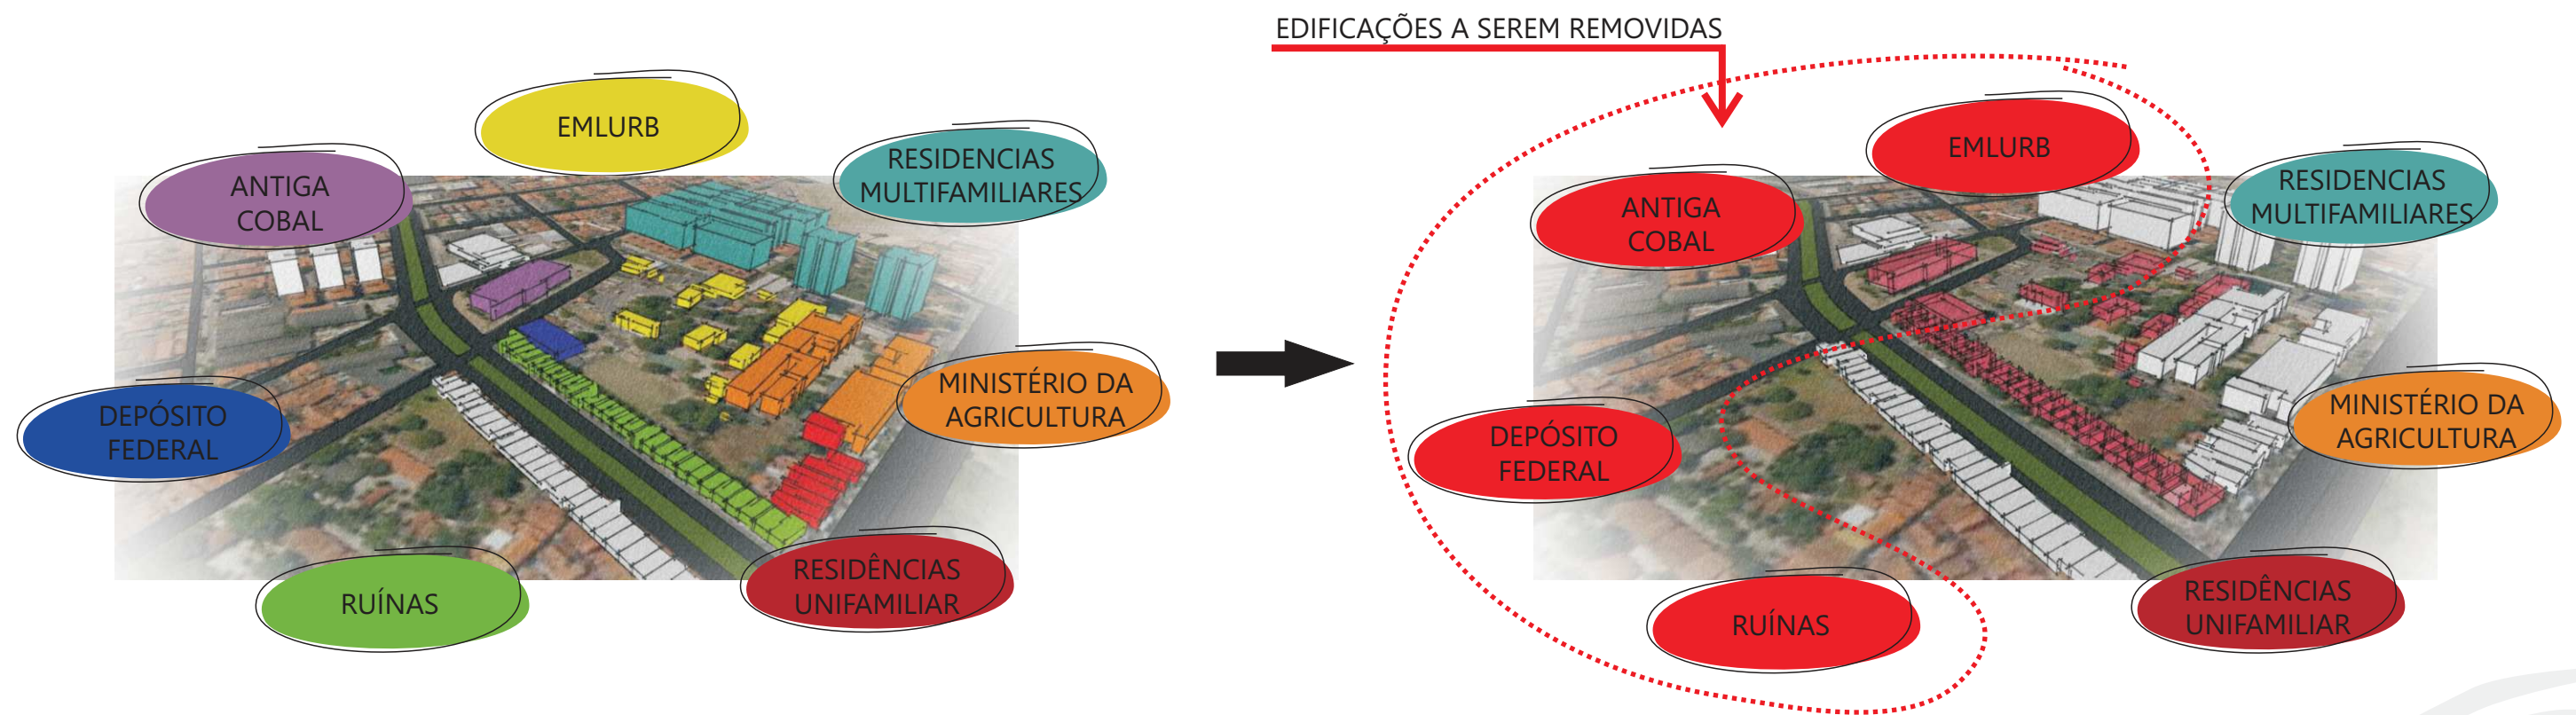 EDIFICAÇÕES A SEREM REMOVIDAS
EMLURB
RESIDENCIAS
MULTIFAMILIARES
ANTIGA
COBAL
DEPÓSITO
FEDERAL
MINISTÉRIO DA
AGRICULTURA
RUÍNAS
RESIDÊNCIAS
UNIFAMILIAR
EMLURB
RESIDENCIAS
MULTIFAMILIARES
ANTIGA
COBAL
DEPÓSITO
FEDERAL
MINISTÉRIO DA
AGRICULTURA
RUÍNAS
RESIDÊNCIAS
UNIFAMILIAR